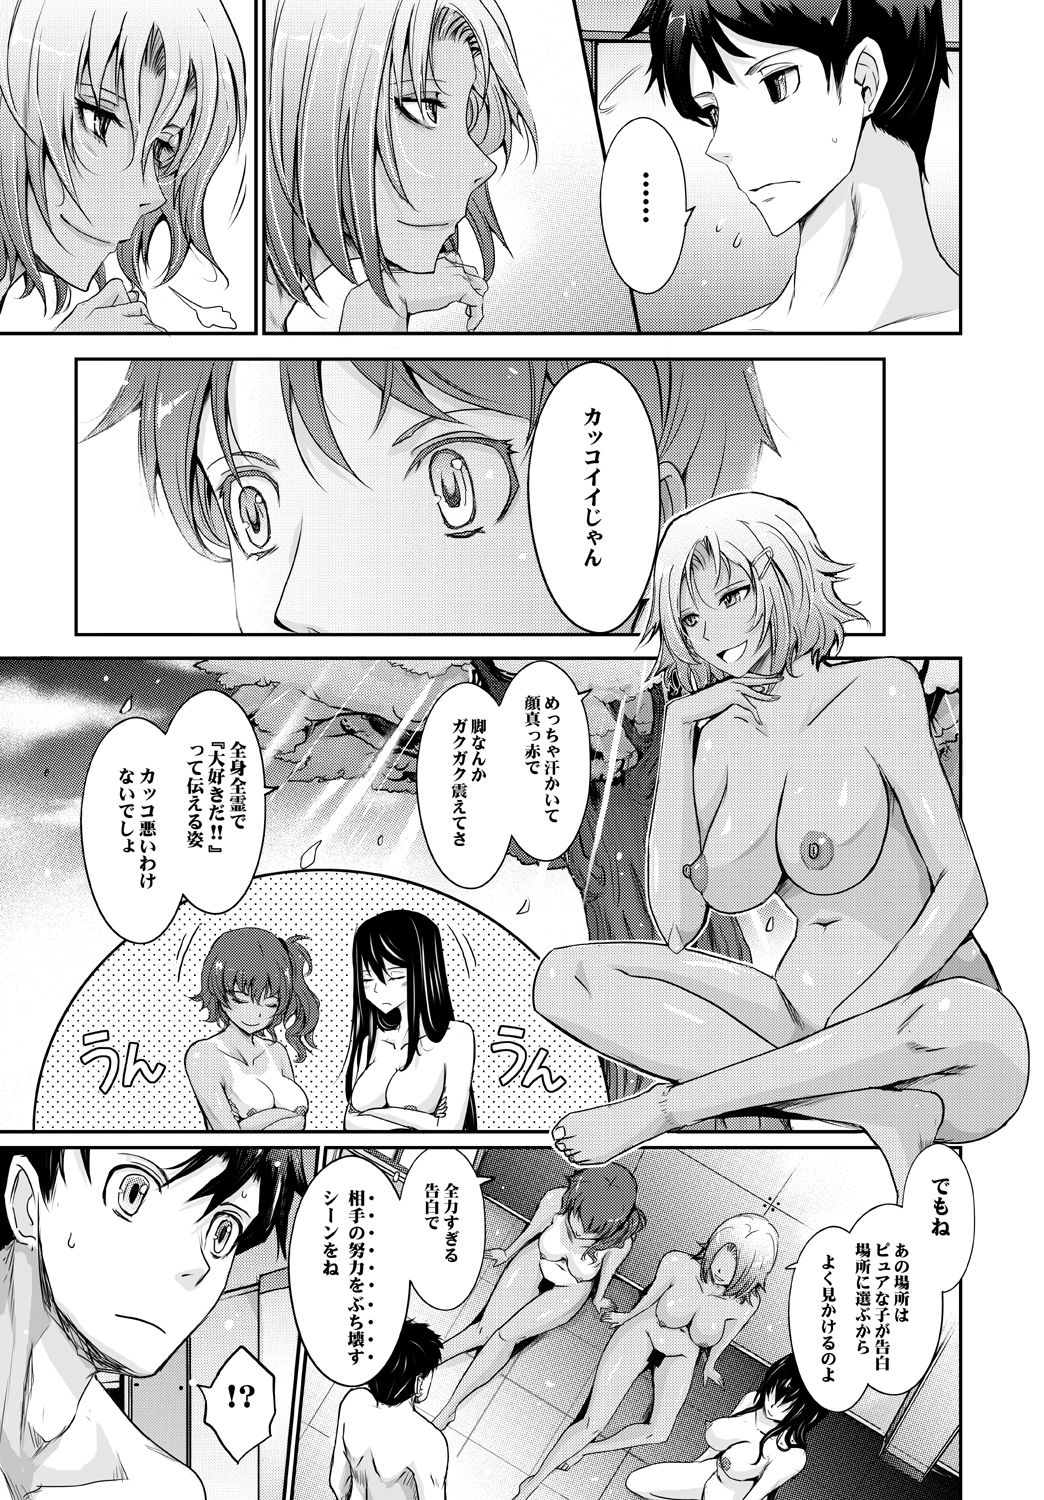 ……
カッコイイじゃん
めっちゃ汗かいて
顔真っ赤で
脚なんか
ガクガク震えてさ
全身全霊で
『大好きだ!!』
って伝える姿
カッコ悪いわけ
ないでしょ
うん
うん
でもね
あの場所は
ピュアな子が告白
場所に選ぶから
よく見かけるのよ
全力すぎる
告白で
相手の努力をぶち壊す
シーンをね
!?